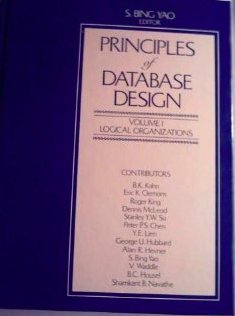 S. BING YAO
EDITOR
PRINCIPLES
of
DATABASE
DESIGN
VOLUME I
LOGICAL ORGANIZATIONS
CONTRIBUTORS
B.K. Kahn
Eric K. Clemons
Roger King
Dennis McLeod
Stanley Y.W. Su
Peter P.S. Chen
Y.E. Lien
George U. Hubbard
Alan R. Hevner
S. Bing Yao
V. Waddle
B.C. Housel
Shamkant B. Navathe